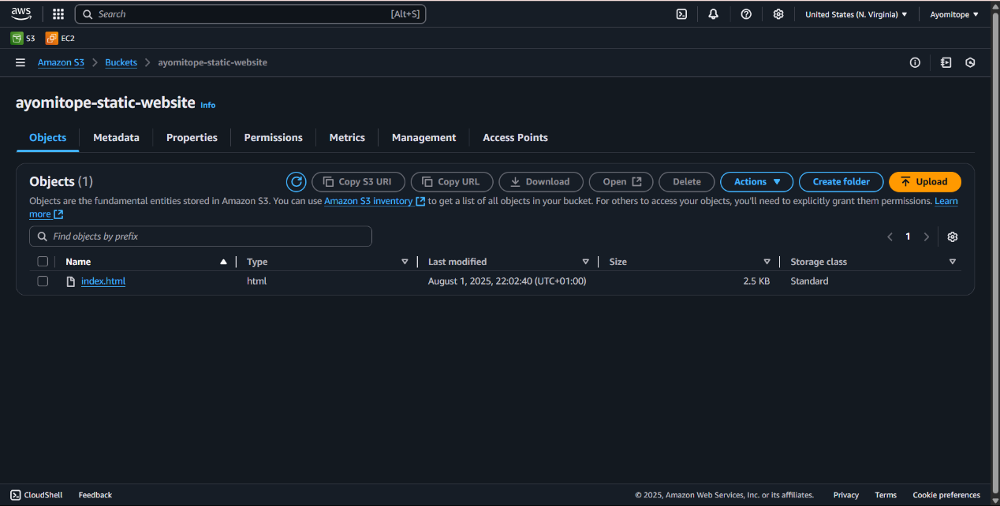 aws Search [Alt+S] United States (N. Virginia) Ayomitope
S3 EC2
Amazon S3 Buckets ayomitope-static-website
ayomitope-static-website Info
Objects Metadata Properties Permissions Metrics Management Access Points
Objects (1) Copy S3 URI Copy URL Download Open Delete Actions Create folder Upload
Objects are the fundamental entities stored in Amazon S3. You can use Amazon S3 inventory to get a list of all objects in your bucket. For others to access your objects, you'll need to explicitly grant them permissions. Learn
more
Find objects by prefix 1
Name Type Last modified Size Storage class
index.html html August 1, 2025, 22:02:40 (UTC+01:00) 2.5 KB Standard
CloudShell Feedback © 2025, Amazon Web Services, Inc. or its affiliates. Privacy Terms Cookie preferences